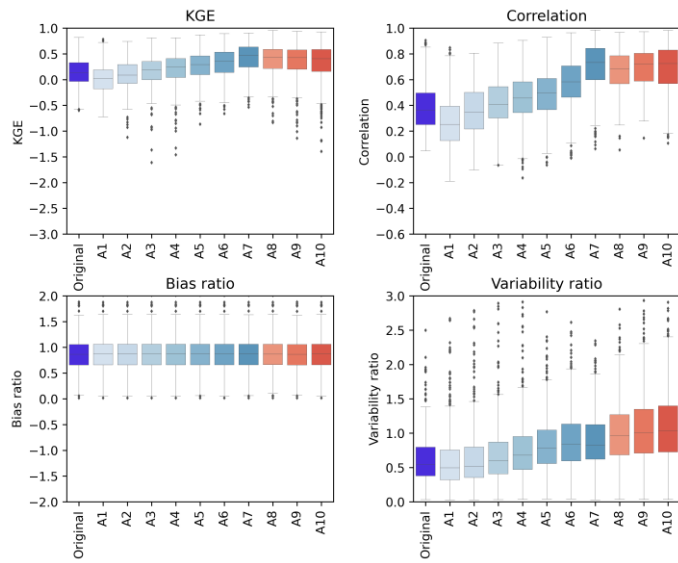 KGE
1.0
0.5
0.0
−0.5
−1.0
−1.5
−2.0
−2.5
−3.0
KGE
Original
A1
A2
A3
A4
A5
A6
A7
A8
A9
A10
Correlation
1.0
0.8
0.6
0.4
0.2
0.0
−0.2
−0.4
−0.6
Correlation
Original
A1
A2
A3
A4
A5
A6
A7
A8
A9
A10
Bias ratio
2.0
1.5
1.0
0.5
0.0
−0.5
−1.0
−1.5
−2.0
Bias ratio
Original
A1
A2
A3
A4
A5
A6
A7
A8
A9
A10
Variability ratio
3.0
2.5
2.0
1.5
1.0
0.5
0.0
Variability ratio
Original
A1
A2
A3
A4
A5
A6
A7
A8
A9
A10